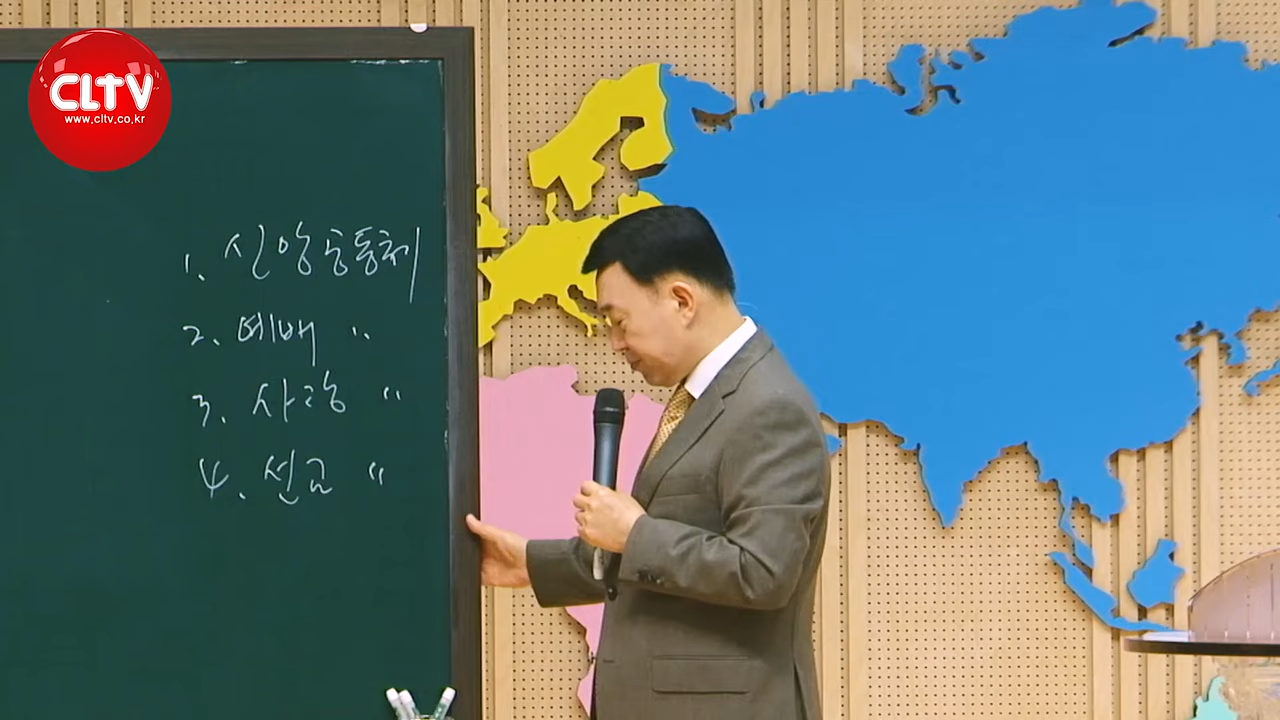 CLTV
www.cltv.co.kr
1. 신앙공동체
2. 예배 〃
3. 사랑 〃
4. 선교 〃